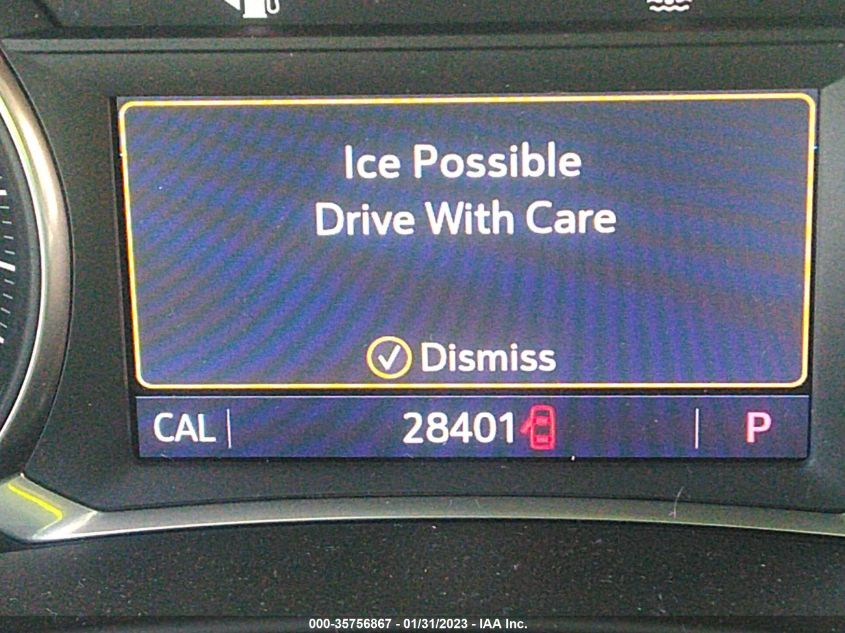 Ice Possible
Drive With Care
Dismiss
CAL 28401 P
000-35756867 - 01/31/2023 - IAA Inc.